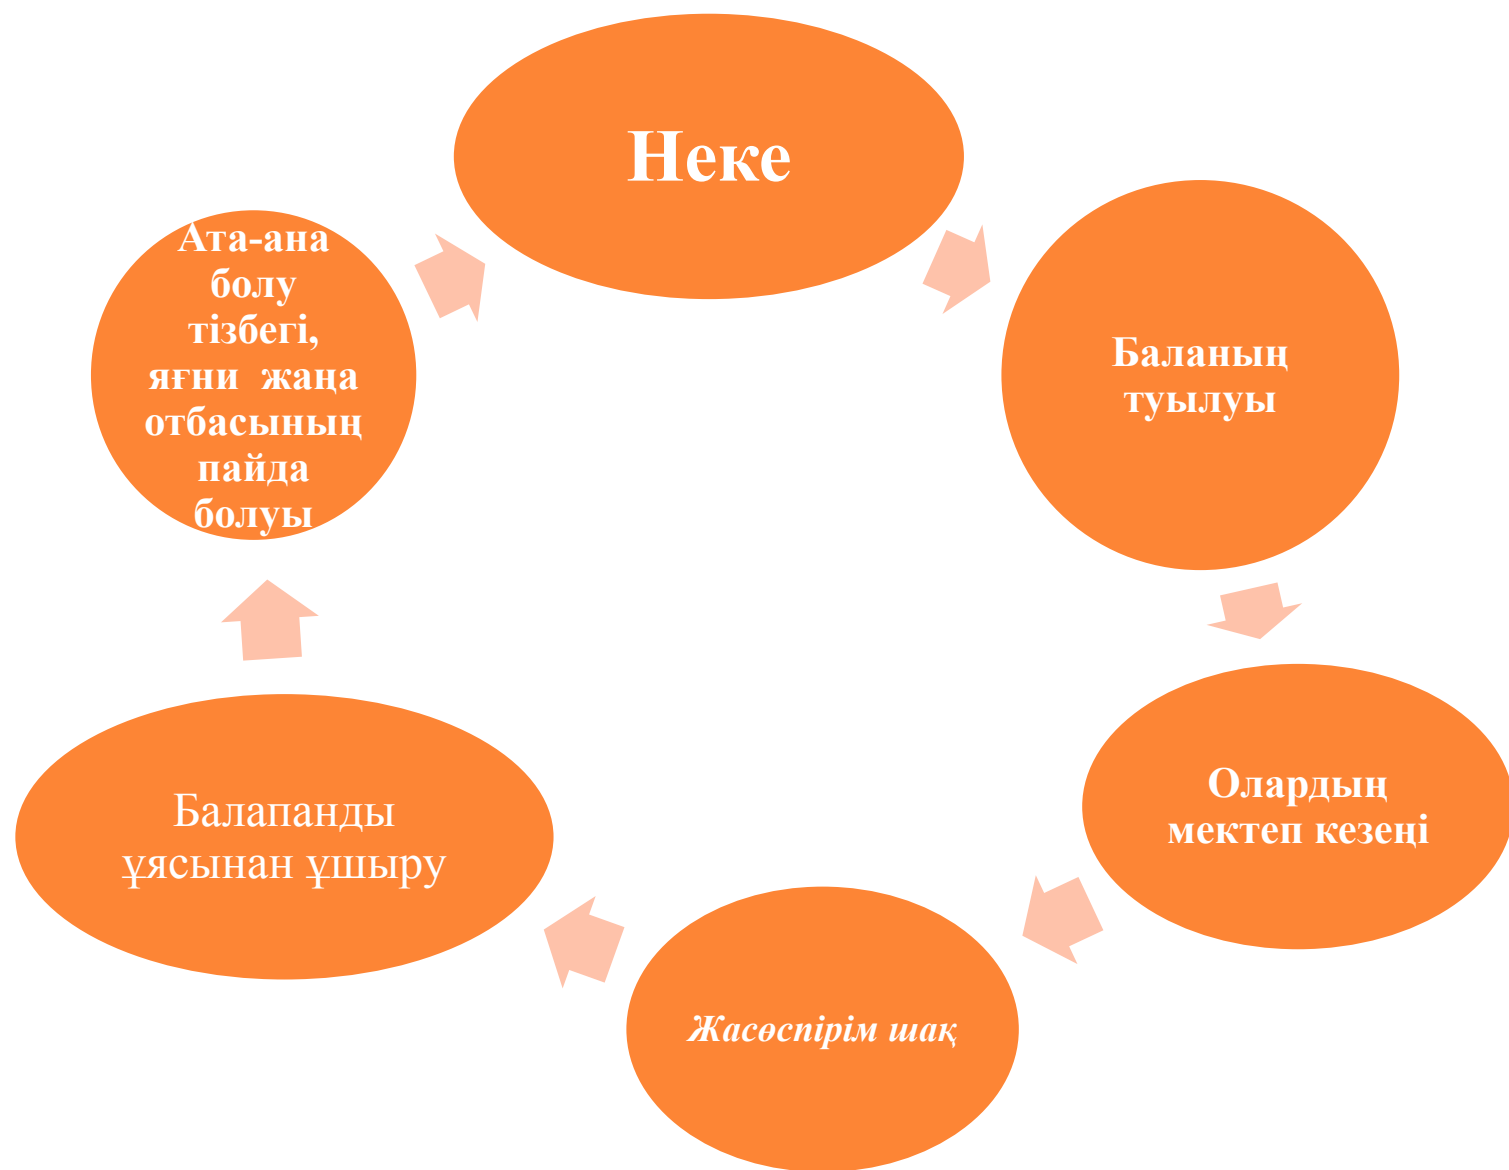 Неке
Баланың
туылуы
Олардың
мектеп кезеңі
Жасөспірім шақ
Балапанды
ұясынан ұшыру
Ата-ана
болу
тізбегі,
яғни жаңа
отбасының
пайда
болуы